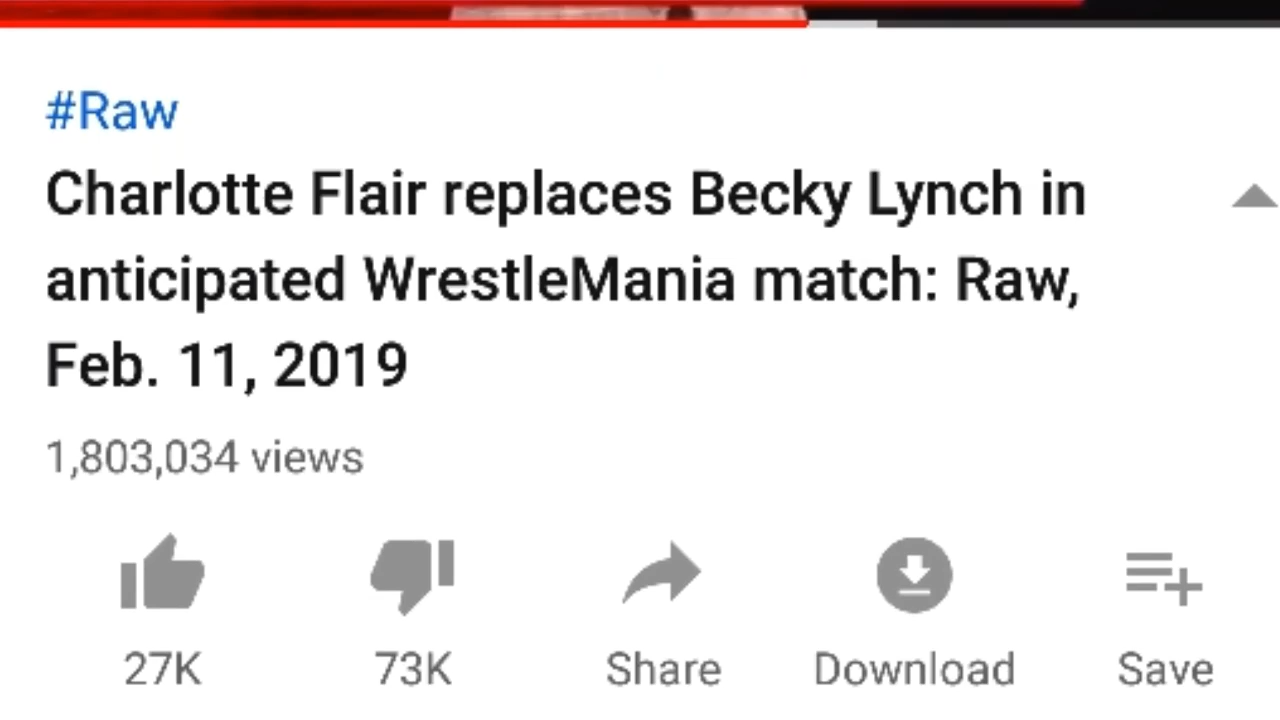 #Raw
Charlotte Flair replaces Becky Lynch in
anticipated WrestleMania match: Raw,
Feb. 11, 2019
1,803,034 views
27K 73K Share Download Save